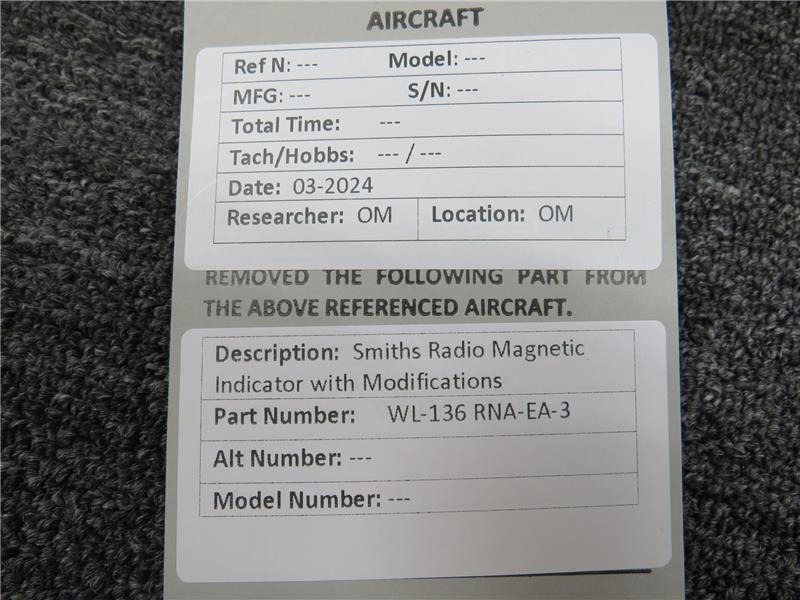 AIRCRAFT
Ref N: --- Model: ---
MFG: --- S/N: ---
Total Time: ---
Tach/Hobbs: --- / ---
Date: 03-2024
Researcher: OM Location: OM
REMOVED THE FOLLOWING PART FROM
THE ABOVE REFERENCED AIRCRAFT.
Description: Smiths Radio Magnetic
Indicator with Modifications
Part Number: WL-136 RNA-EA-3
Alt Number: ---
Model Number: ---